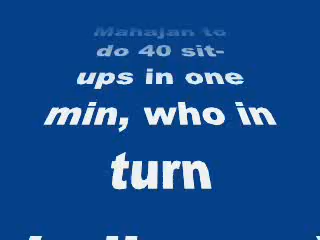 Mahajan to
do 40 sit-
ups in one
min, who in
turn